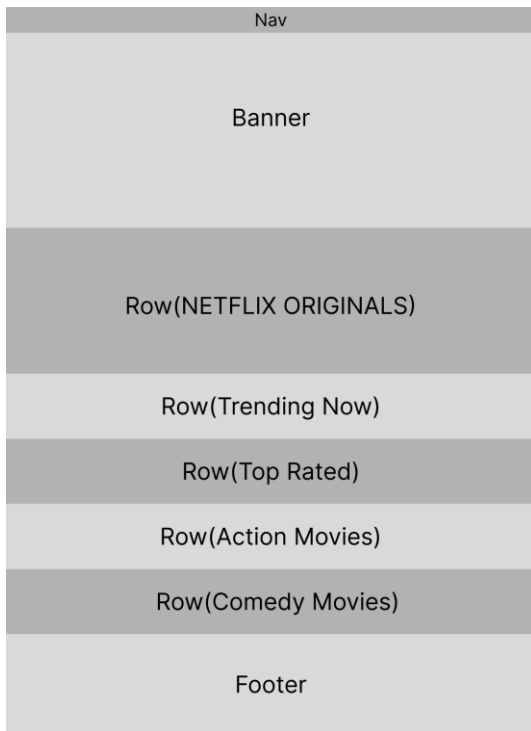 Nav
Banner
Row(NETFLIX ORIGINALS)
Row(Trending Now)
Row(Top Rated)
Row(Action Movies)
Row(Comedy Movies)
Footer